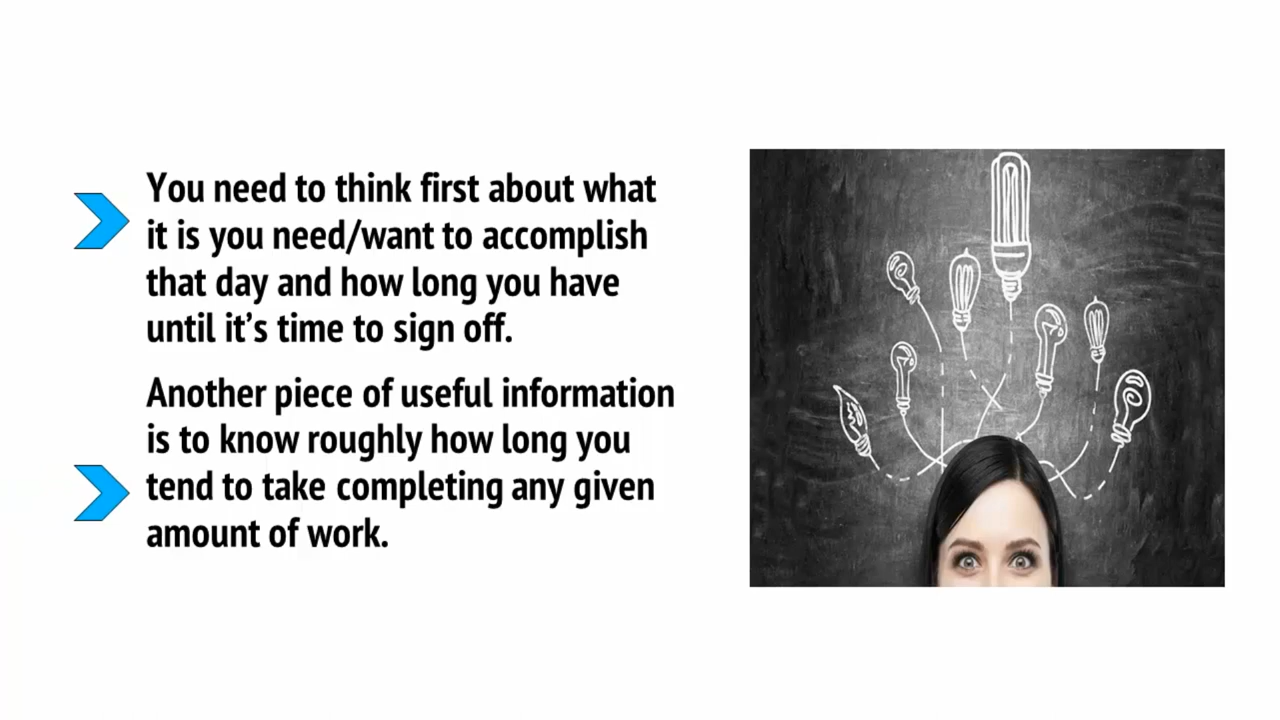 You need to think first about what
it is you need/want to accomplish
that day and how long you have
until it’s time to sign off.
Another piece of useful information
is to know roughly how long you
tend to take completing any given
amount of work.